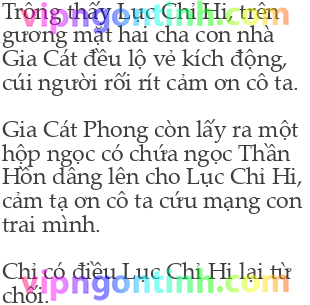 Trông thấy Lục Chỉ Hi, trên
gương mặt hai cha con nhà
Gia Cát đều lộ vẻ kích động,
cúi người rối rít cảm ơn cô ta.
Gia Cát Phong còn lấy ra một
hộp ngọc có chứa ngọc Thần
Hồn dâng lên cho Lục Chỉ Hi,
cảm tạ ơn cô ta cứu mạng con
trai mình.
Chỉ có điều Lục Chỉ Hi lại từ
chối.
vipngontinh.com
vipngontinh.com